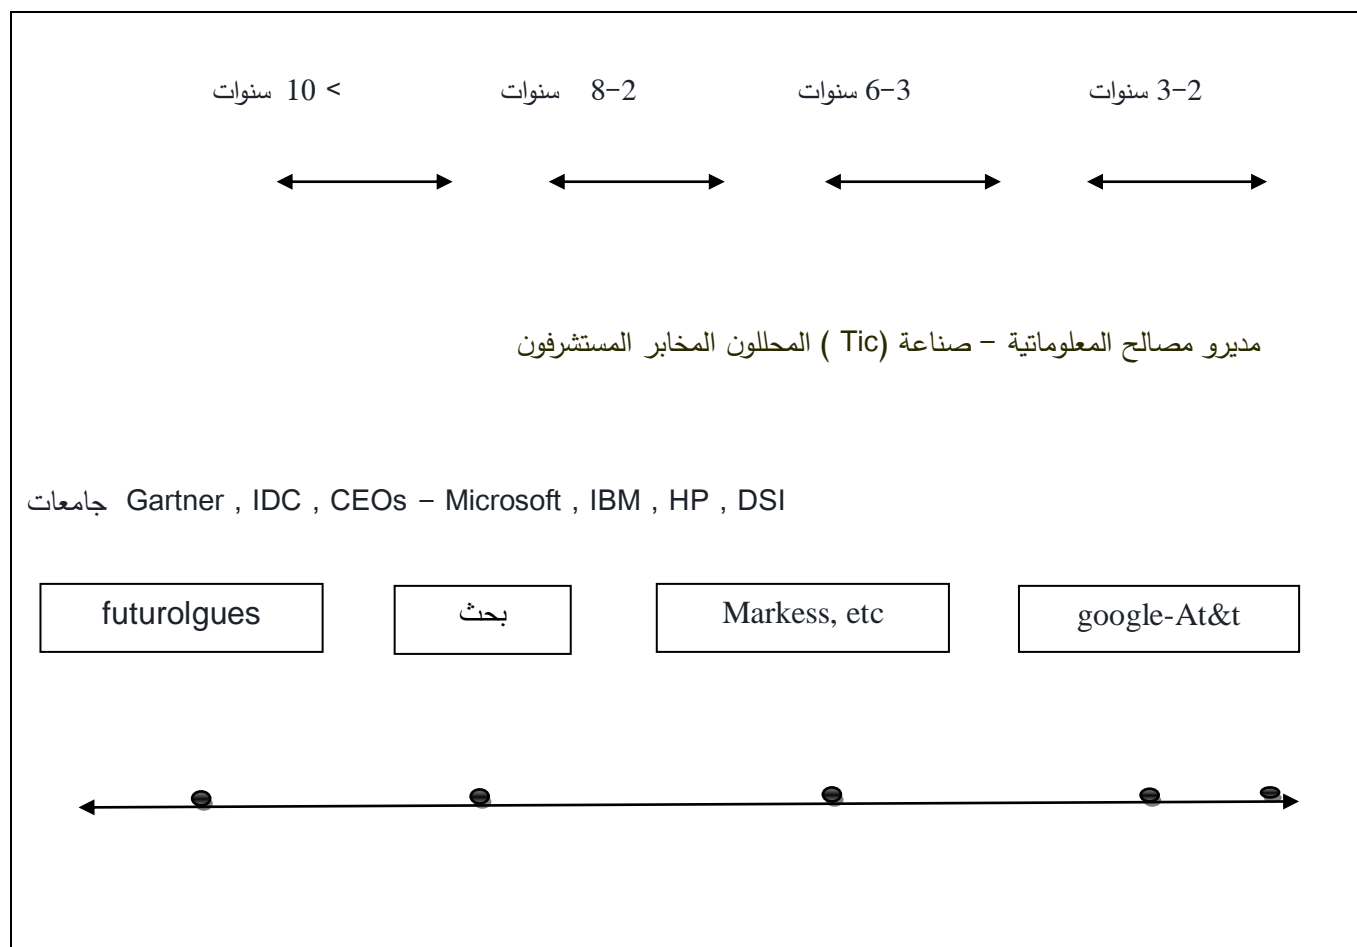 2-3 سنوات
3-6 سنوات
2-8 سنوات
> 10 سنوات
مديرو مصالح المعلوماتية – صناعة (Tic ) المحللون المخابر المستشرفون
جامعات Gartner , IDC , CEOs – Microsoft , IBM , HP , DSI
google-At&t
Markess, etc
بحث
futurolgues